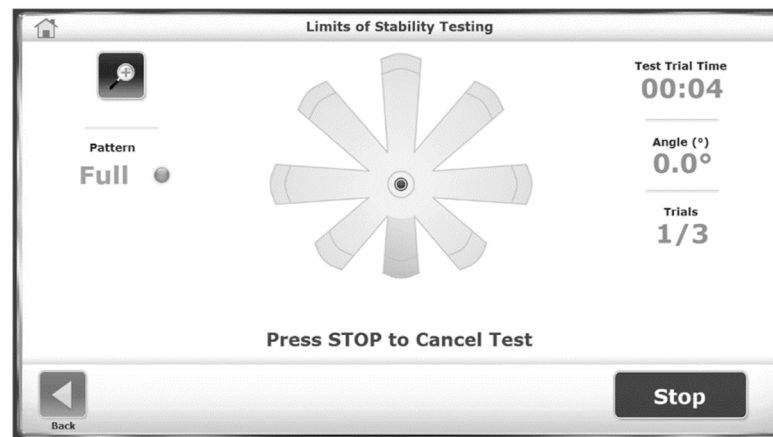 Limits of Stability Testing
Pattern
Full
Test Trial Time
00:04
Angle (°)
0.0°
Trials
1/3
Press STOP to Cancel Test
Back
Stop